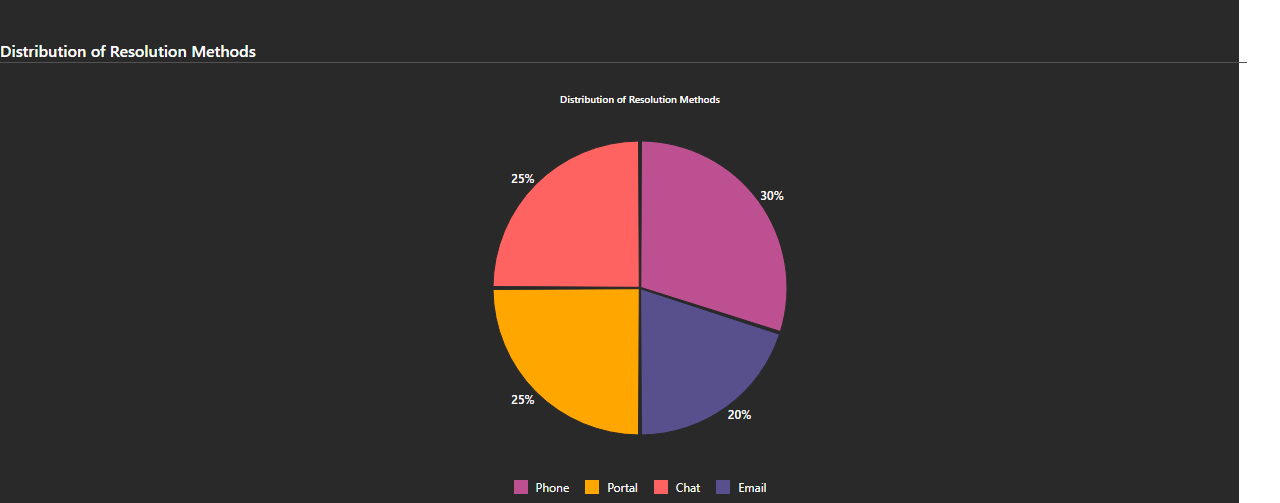 Distribution of Resolution Methods
Distribution of Resolution Methods
25%
30%
25%
20%
Phone Portal Chat Email